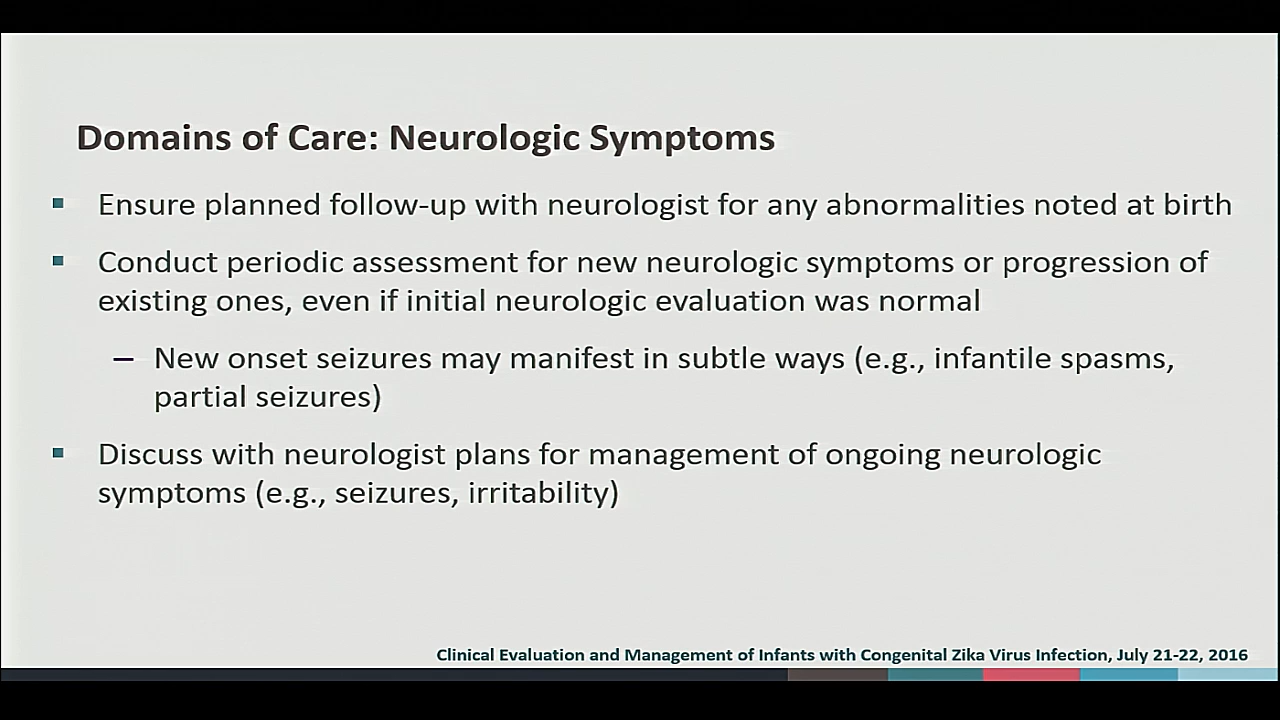 Domains of Care: Neurologic Symptoms
Ensure planned follow-up with neurologist for any abnormalities noted at birth
Conduct periodic assessment for new neurologic symptoms or progression of
existing ones, even if initial neurologic evaluation was normal
– New onset seizures may manifest in subtle ways (e.g., infantile spasms,
partial seizures)
Discuss with neurologist plans for management of ongoing neurologic
symptoms (e.g., seizures, irritability)
Clinical Evaluation and Management of Infants with Congenital Zika Virus Infection, July 21-22, 2016